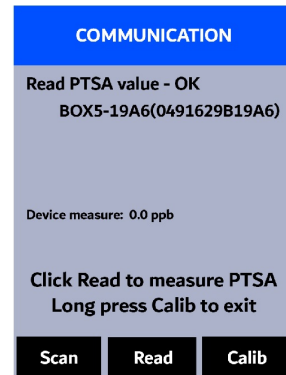 COMMUNICATION
Read PTSA value - OK
BOX5-19A6(0491629B19A6)
Device measure: 0.0 ppb
Click Read to measure PTSA
Long press Calib to exit
Scan Read Calib